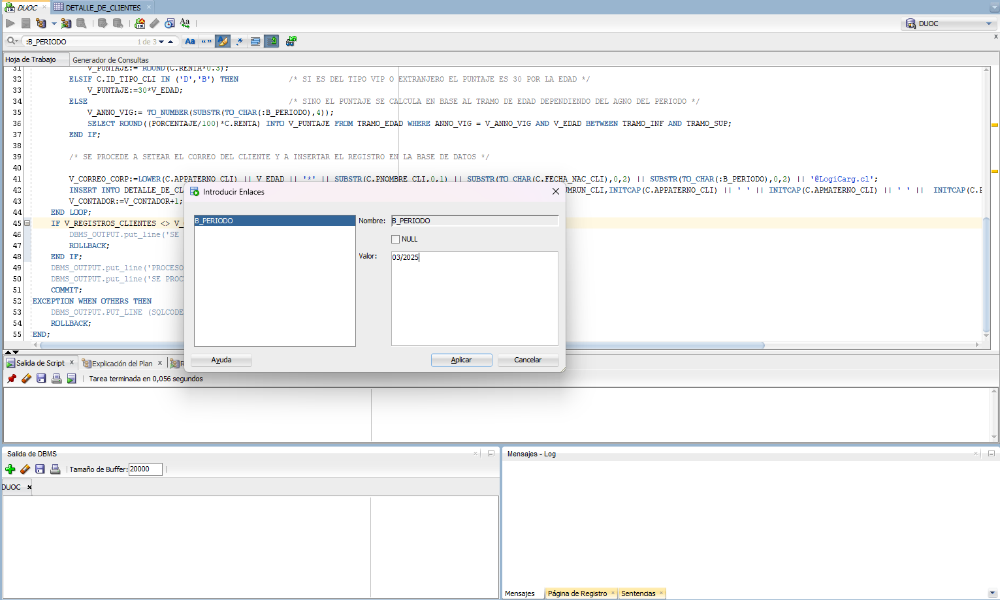 DUOC
DETALLE_DE_CLIENTES
DUOC
:B_PERIODO 1 de 3
Hoja de Trabajo Generador de Consultas
31 V_PUNTAJE:= ROUND(C.RENTA*0.3);
32 ELSIF C.ID_TIPO_CLI IN ('D','B') THEN /* SI ES DEL TIPO VIP O EXTRANJERO EL PUNTAJE ES 30 POR LA EDAD */
33 V_PUNTAJE:=30*V_EDAD;
34 ELSE /* SINO EL PUNTAJE SE CALCULA EN BASE AL TRAMO DE EDAD DEPENDIENDO DEL AGNO DEL PERIODO */
35 V_ANNO_VIG:= TO_NUMBER(SUBSTR(TO_CHAR(:B_PERIODO),4));
36 SELECT ROUND((PORCENTAJE/100)*C.RENTA) INTO V_PUNTAJE FROM TRAMO_EDAD WHERE ANNO_VIG = V_ANNO_VIG AND V_EDAD BETWEEN TRAMO_INF AND TRAMO_SUP;
37 END IF;
38
39 /* SE PROCEDE A SETEAR EL CORREO DEL CLIENTE Y A INSERTAR EL REGISTRO EN LA BASE DE DATOS */
40
41 V_CORREO_CORP:=LOWER(C.APPATERNO_CLI) || V_EDAD || '*' || SUBSTR(C.PNOMBRE_CLI,0,1) || SUBSTR(TO_CHAR(C.FECHA_NAC_CLI),0,2) || SUBSTR(TO_CHAR(:B_PERIODO),0,2) || '@LogiCarg.cl';
42 INSERT INTO DETALLE_DE_CL UMRUN_CLI,INITCAP(C.APPATERNO_CLI) || ' ' || INITCAP(C.APMATERNO_CLI) || ' ' || INITCAP(C.P
43 V_CONTADOR:=V_CONTADOR+1;
44 END LOOP;
45 IF V_REGISTROS_CLIENTES <> V_
46 DBMS_OUTPUT.put_line('SE
47 ROLLBACK;
48 END IF;
49 DBMS_OUTPUT.put_line('PROCESO
50 DBMS_OUTPUT.put_line('SE PROC
51 COMMIT;
52 EXCEPTION WHEN OTHERS THEN
53 DBMS_OUTPUT.PUT_LINE (SQLCODE
54 ROLLBACK;
55 END;
Introducir Enlaces
B_PERIODO
Nombre: B_PERIODO
NULL
Valor: 03/2025
Ayuda Aplicar Cancelar
Salida de Script Explicación del Plan R
Tarea terminada en 0,056 segundos
Salida de DBMS
Tamaño de Buffer: 20000
DUOC
Mensajes - Log
Mensajes Página de Registro Sentencias